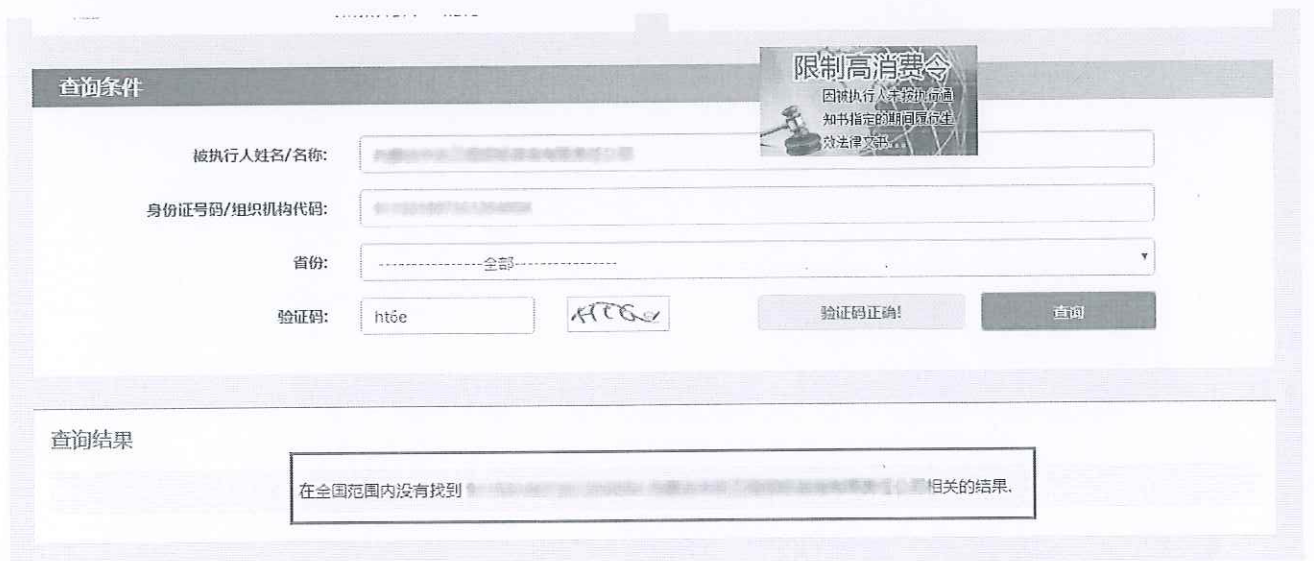 查询条件
限制高消费令
因被执行人未按执行通
知书指定的期间履行生
效法律文书...
被执行人姓名/名称:
身份证号码/组织机构代码:
省份: ----------------全部----------------
验证码: ht6e 验证码正确! 查询
查询结果
在全国范围内没有找到 相关的结果.